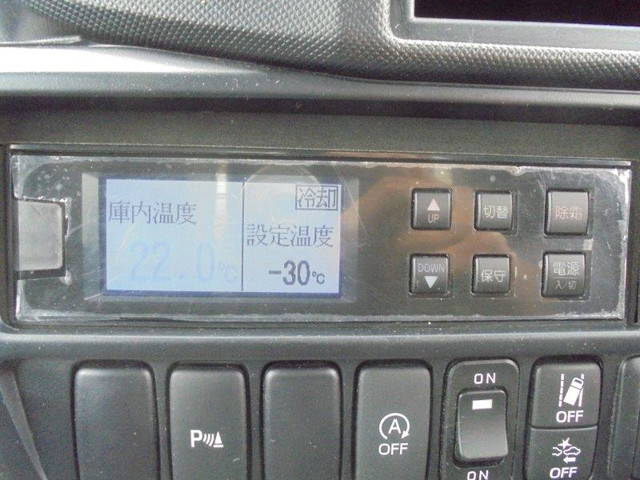 冷却
庫内温度
設定温度
22.0℃
-30℃
UP
切替
除霜
DOWN
保守
電源
入/切
P
A
ON
ON
OFF
OFF